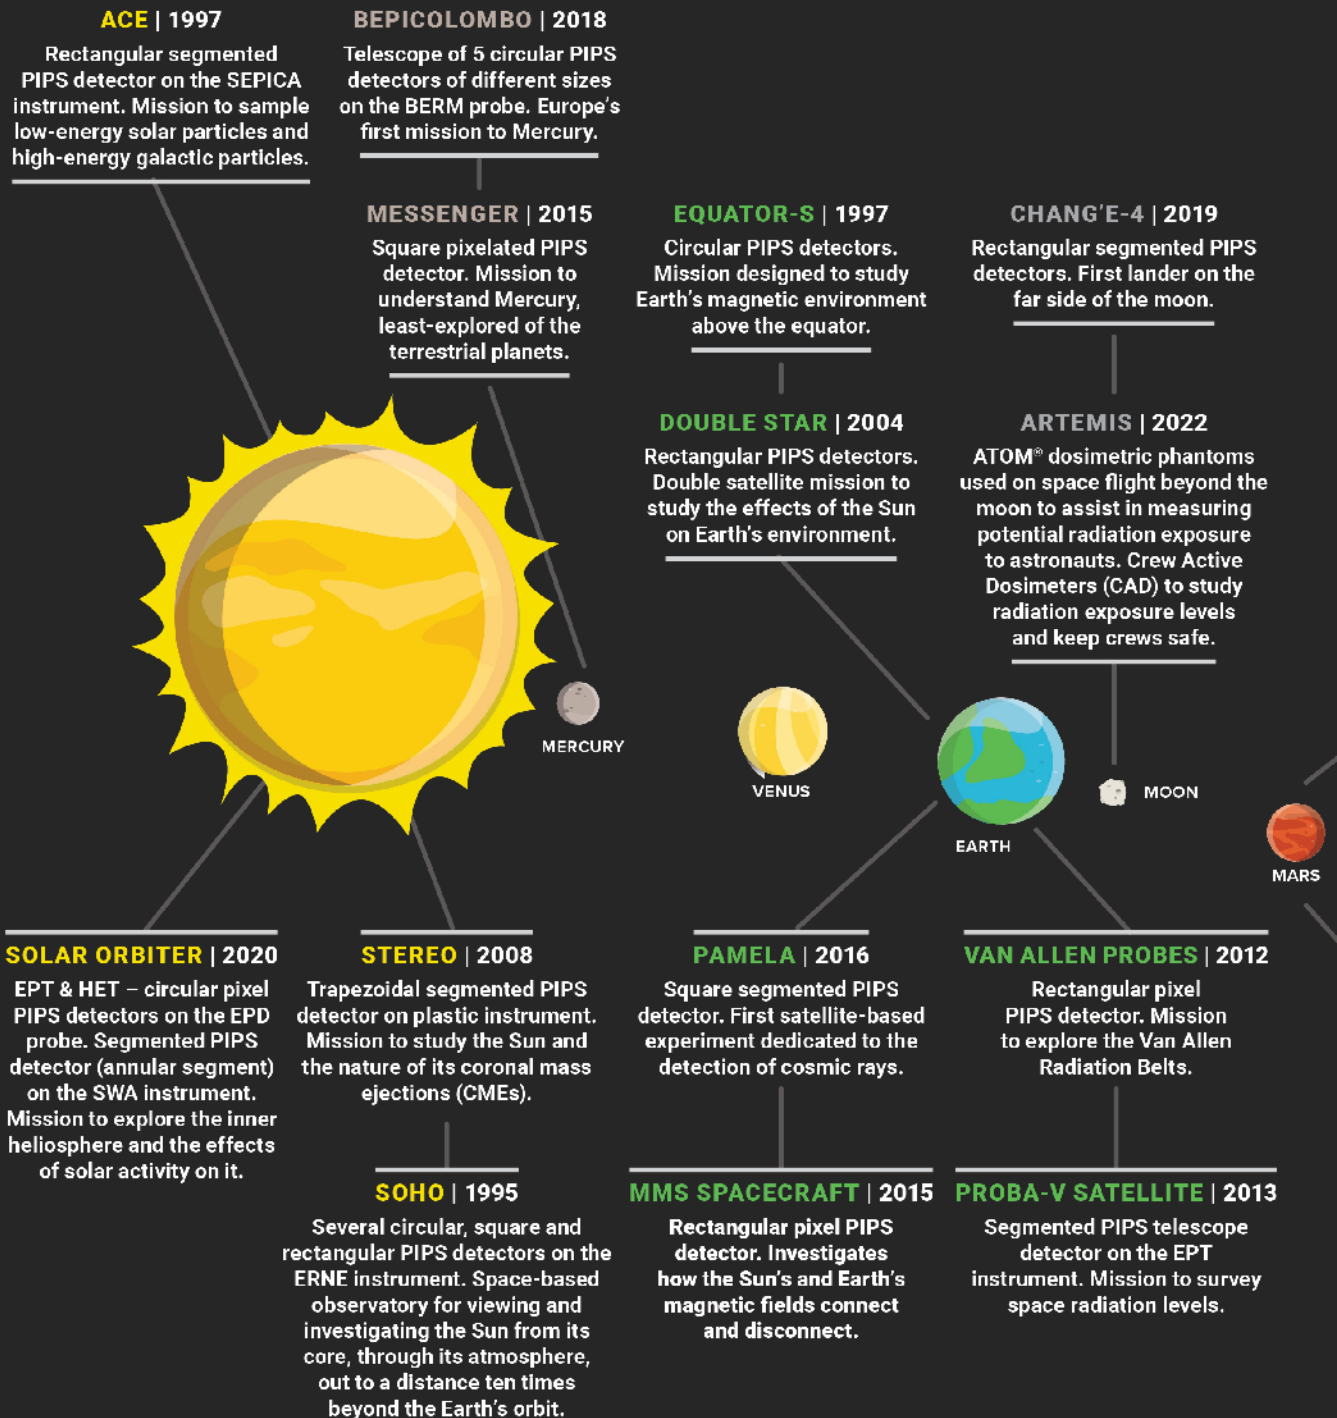 ACE | 1997
Rectangular segmented
PIPS detector on the SEPICA
instrument. Mission to sample
low-energy solar particles and
high-energy galactic particles.
BEPICOLOMBO | 2018
Telescope of 5 circular PIPS
detectors of different sizes
on the BERM probe. Europe's
first mission to Mercury.
MESSENGER | 2015
Square pixelated PIPS
detector. Mission to
understand Mercury,
least-explored of the
terrestrial planets.
EQUATOR-S | 1997
Circular PIPS detectors.
Mission designed to study
Earth's magnetic environment
above the equator.
CHANG'E-4 | 2019
Rectangular segmented PIPS
detectors. First lander on the
far side of the moon.
DOUBLE STAR | 2004
Rectangular PIPS detectors.
Double satellite mission to
study the effects of the Sun
on Earth's environment.
ARTEMIS | 2022
ATOM® dosimetric phantoms
used on space flight beyond the
moon to assist in measuring
potential radiation exposure
to astronauts. Crew Active
Dosimeters (CAD) to study
radiation exposure levels
and keep crews safe.
MERCURY
VENUS
EARTH
MOON
MARS
SOLAR ORBITER | 2020
EPT & HET – circular pixel
PIPS detectors on the EPD
probe. Segmented PIPS
detector (annular segment)
on the SWA instrument.
Mission to explore the inner
heliosphere and the effects
of solar activity on it.
STEREO | 2008
Trapezoidal segmented PIPS
detector on plastic instrument.
Mission to study the Sun and
the nature of its coronal mass
ejections (CMEs).
SOHO | 1995
Several circular, square and
rectangular PIPS detectors on the
ERNE instrument. Space-based
observatory for viewing and
investigating the Sun from its
core, through its atmosphere,
out to a distance ten times
beyond the Earth's orbit.
PAMELA | 2016
Square segmented PIPS
detector. First satellite-based
experiment dedicated to the
detection of cosmic rays.
MMS SPACECRAFT | 2015
Rectangular pixel PIPS
detector. Investigates
how the Sun's and Earth's
magnetic fields connect
and disconnect.
VAN ALLEN PROBES | 2012
Rectangular pixel
PIPS detector. Mission
to explore the Van Allen
Radiation Belts.
PROBA-V SATELLITE | 2013
Segmented PIPS telescope
detector on the EPT
instrument. Mission to survey
space radiation levels.